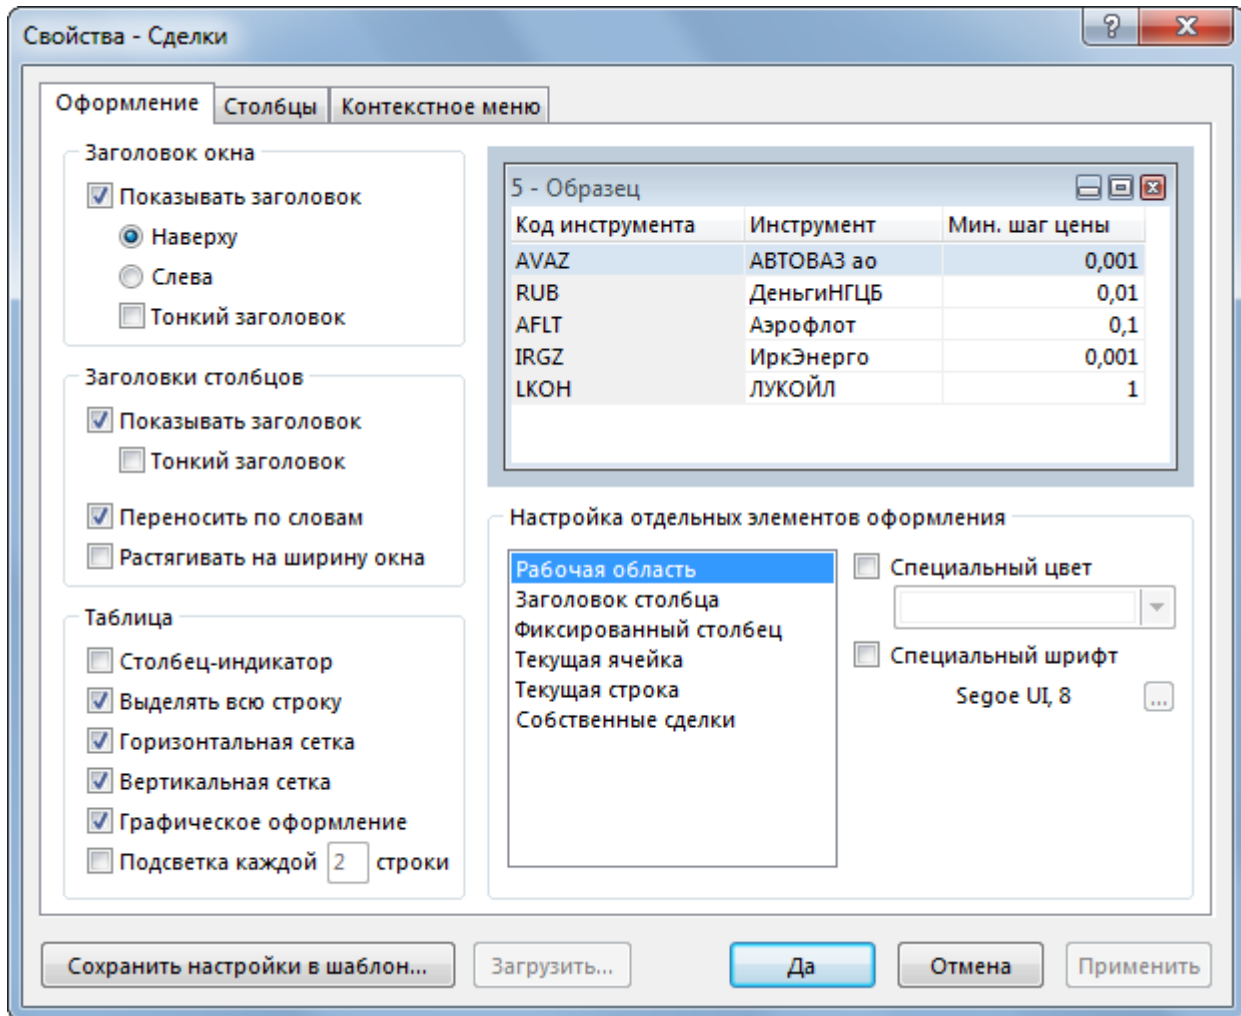 Свойства - Сделки
?
Оформление
Столбцы
Контекстное меню
Заголовок окна
Показывать заголовок
Наверху
Слева
Тонкий заголовок
Заголовки столбцов
Показывать заголовок
Тонкий заголовок
Переносить по словам
Растягивать на ширину окна
Таблица
Столбец-индикатор
Выделять всю строку
Горизонтальная сетка
Вертикальная сетка
Графическое оформление
Подсветка каждой 2 строки
5 - Образец
Код инструмента Инструмент Мин. шаг цены
AVAZ АВТОВАЗ ао 0,001
RUB ДеньгиНГЦБ 0,01
AFLT Аэрофлот 0,1
IRGZ ИркЭнерго 0,001
LKOH ЛУКОЙЛ 1
Настройка отдельных элементов оформления
Рабочая область
Заголовок столбца
Фиксированный столбец
Текущая ячейка
Текущая строка
Собственные сделки
Специальный цвет
Специальный шрифт
Segoe UI, 8
...
Сохранить настройки в шаблон...
Загрузить...
Да
Отмена
Применить